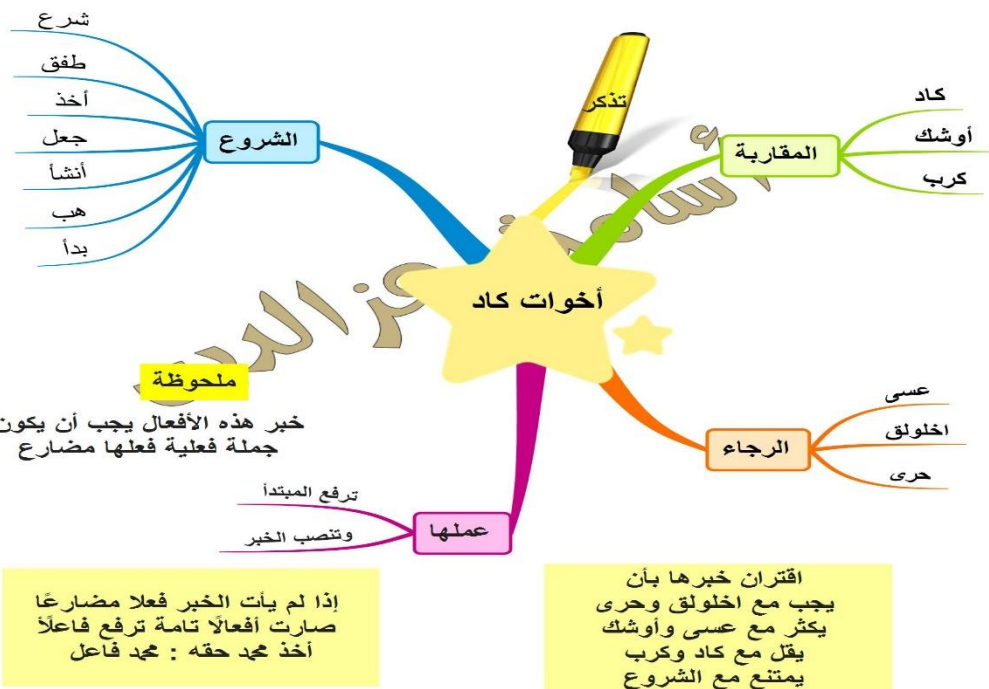 تذكر
أخوات كاد
المقاربة
كاد
أوشك
كرب
الرجاء
عسى
اخلولق
حرى
الشروع
شرع
طفق
أخذ
جعل
أنشأ
هب
بدأ
عملها
ترفع المبتدأ
وتنصب الخبر
ملحوظة
خبر هذه الأفعال يجب أن يكون
جملة فعلية فعلها مضارع
اقتران خبرها بأن
يجب مع اخلولق وحرى
يكثر مع عسى وأوشك
يقل مع كاد وكرب
يمتنع مع الشروع
إذا لم يأت الخبر فعلا مضارعًا
صارت أفعالًا تامة ترفع فاعلًا
أخذ محمد حقه : محمد فاعل